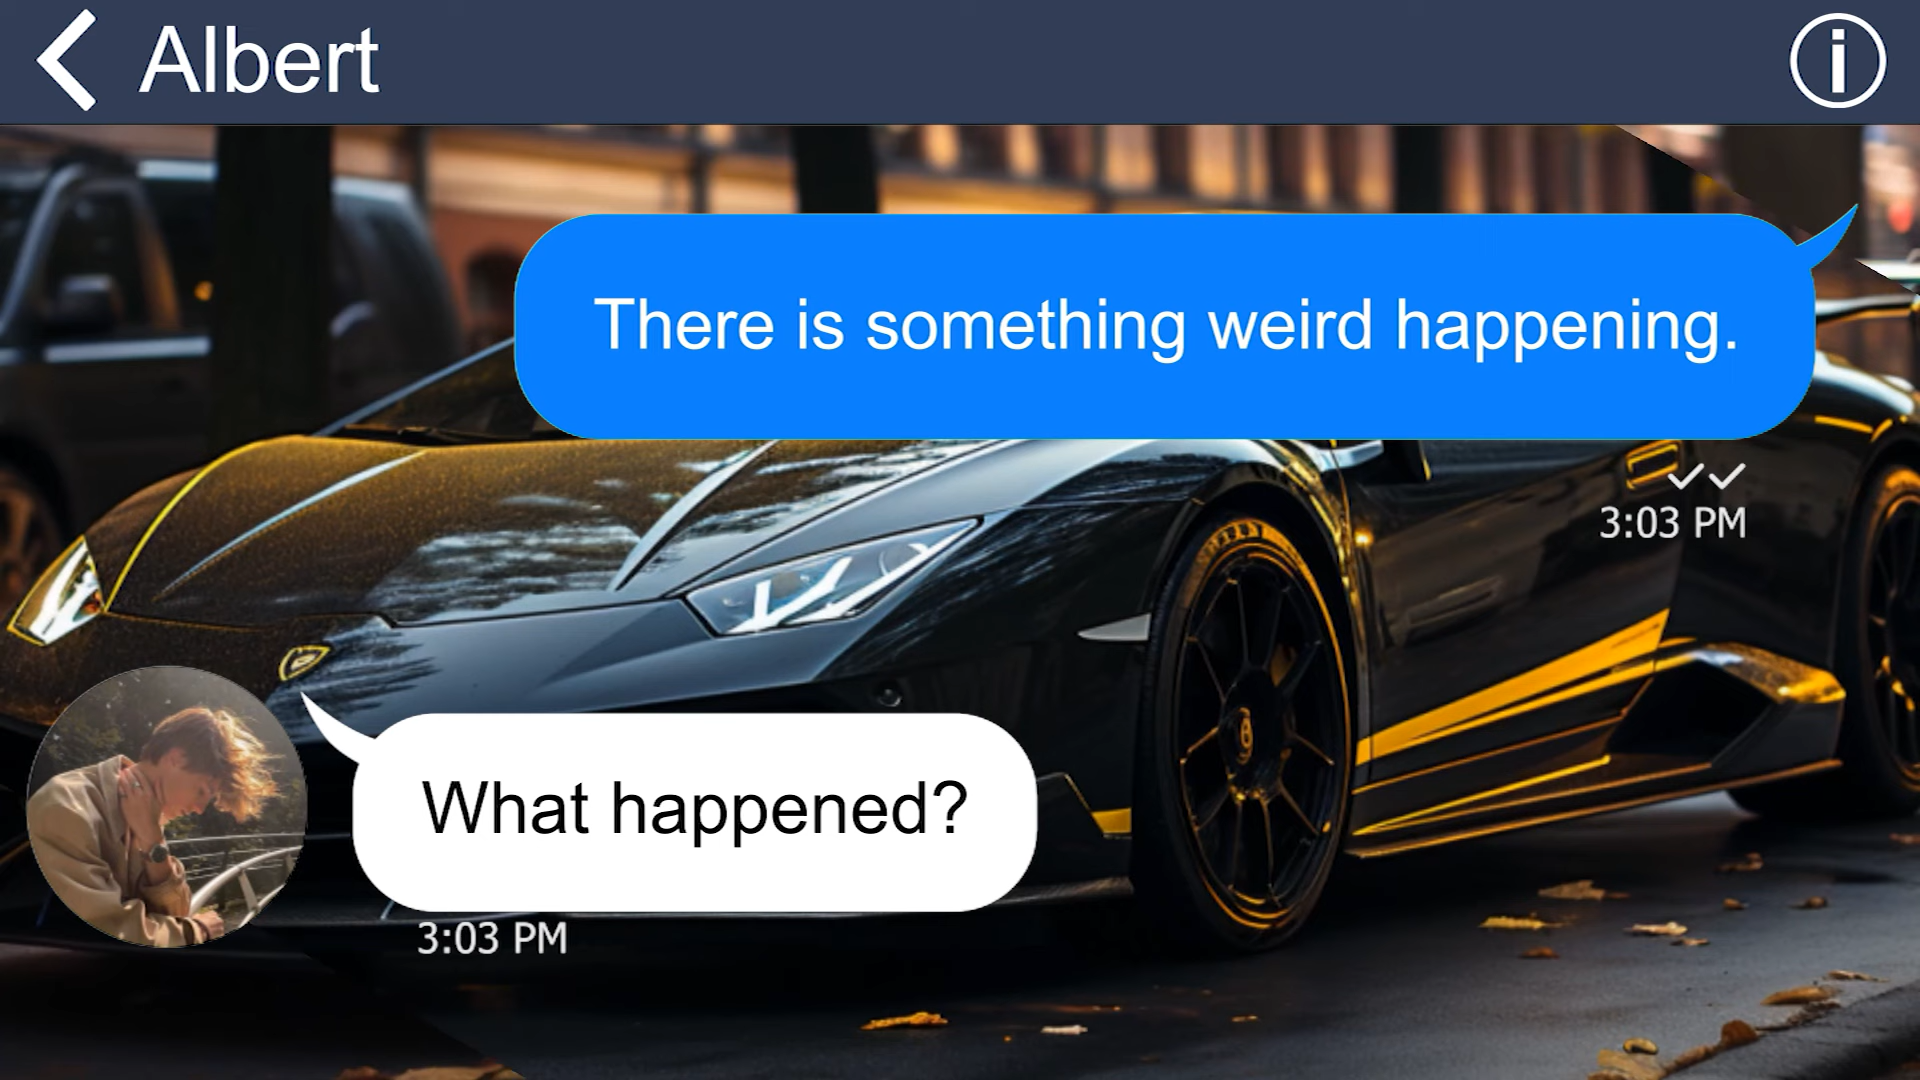 Albert
There is something weird happening.
3:03 PM
What happened?
3:03 PM